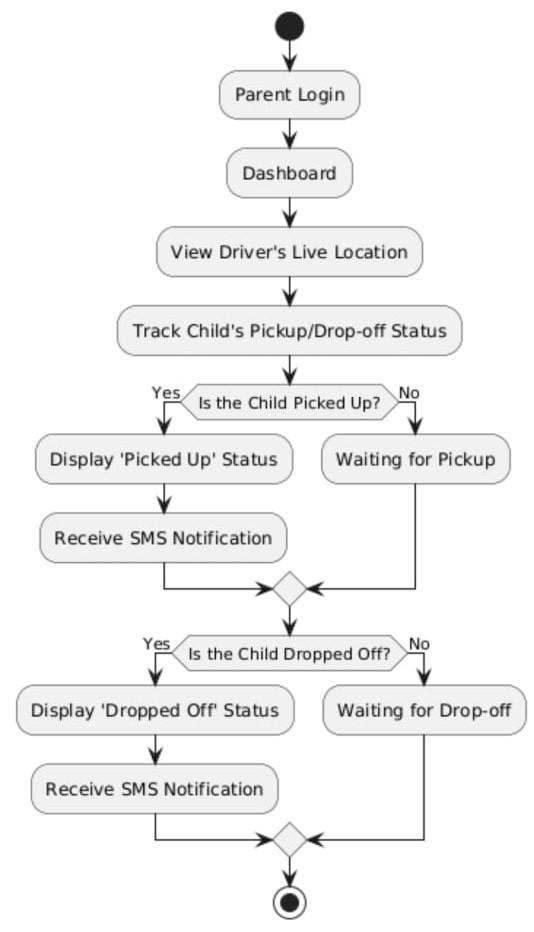 Parent Login
Dashboard
View Driver's Live Location
Track Child's Pickup/Drop-off Status
Is the Child Picked Up?
Yes
No
Display 'Picked Up' Status
Waiting for Pickup
Receive SMS Notification
Is the Child Dropped Off?
Yes
No
Display 'Dropped Off' Status
Waiting for Drop-off
Receive SMS Notification